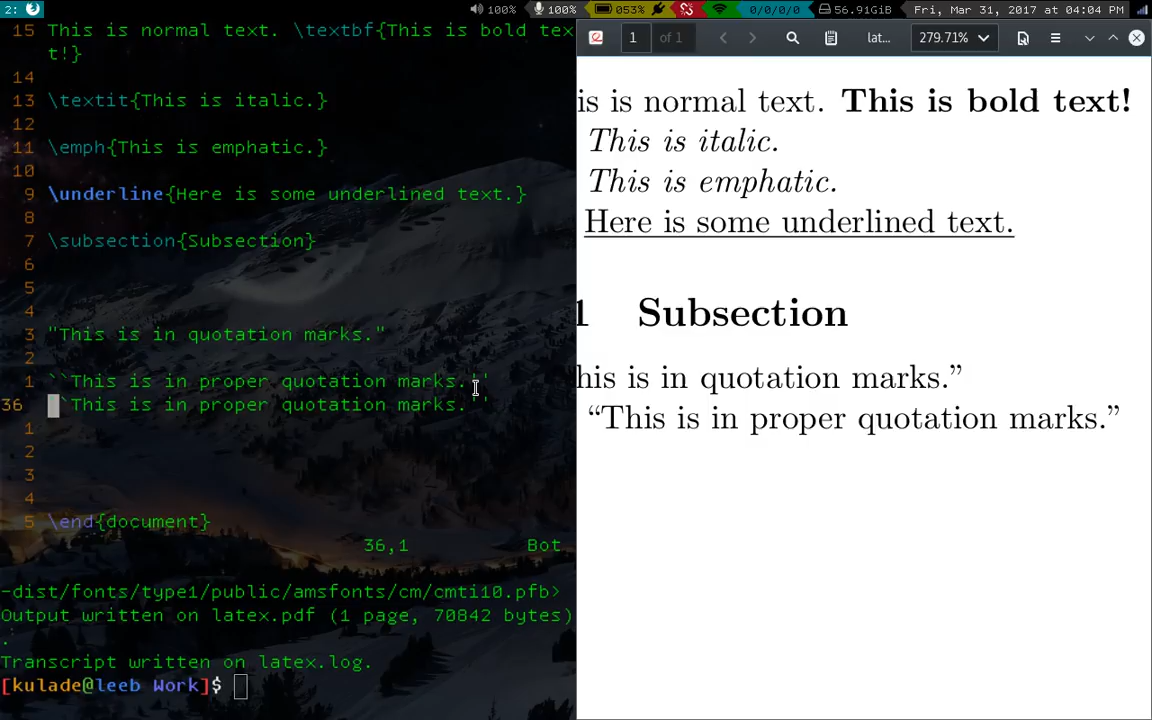 2:
100%
100%
053%
0/0/0/0
56.91GiB
Fri, Mar 31, 2017 at 04:04 PM
15 This is normal text. \textbf{This is bold tex
t!}
14
13 \textit{This is italic.}
12
11 \emph{This is emphatic.}
10
9 \underline{Here is some underlined text.}
8
7 \subsection{Subsection}
6
5
4
3 "This is in quotation marks."
2
1 ``This is in proper quotation marks.''
36 ``This is in proper quotation marks.''
1
2
3
4
5 \end{document}
36,1 Bot
-dist/fonts/type1/public/amsfonts/cm/cmti10.pfb>
Output written on latex.pdf (1 page, 70842 bytes)
.
Transcript written on latex.log.
[kulade@leeb Work]$
1 of 1
lat...
279.71%
is is normal text. This is bold text!
This is italic.
This is emphatic.
Here is some underlined text.
1 Subsection
his is in quotation marks.”
“This is in proper quotation marks.”